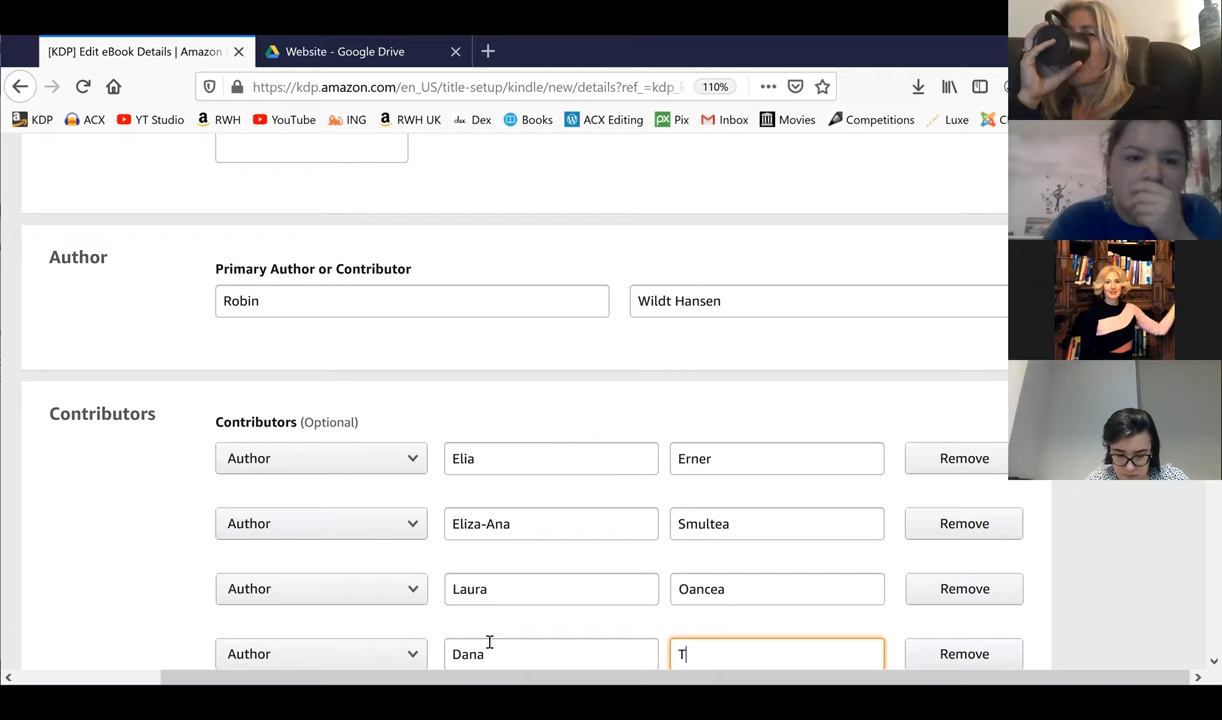 [KDP] Edit eBook Details | Amazon
Website - Google Drive
https://kdp.amazon.com/en_US/title-setup/kindle/new/details?ref_=kdp_
110%
KDP ACX YT Studio RWH YouTube ING RWH UK Dex Books ACX Editing Pix Inbox Movies Competitions Luxe
Author
Primary Author or Contributor
Robin Wildt Hansen
Contributors
Contributors (Optional)
Author Elia Erner Remove
Author Eliza-Ana Smultea Remove
Author Laura Oancea Remove
Author Dana T Remove